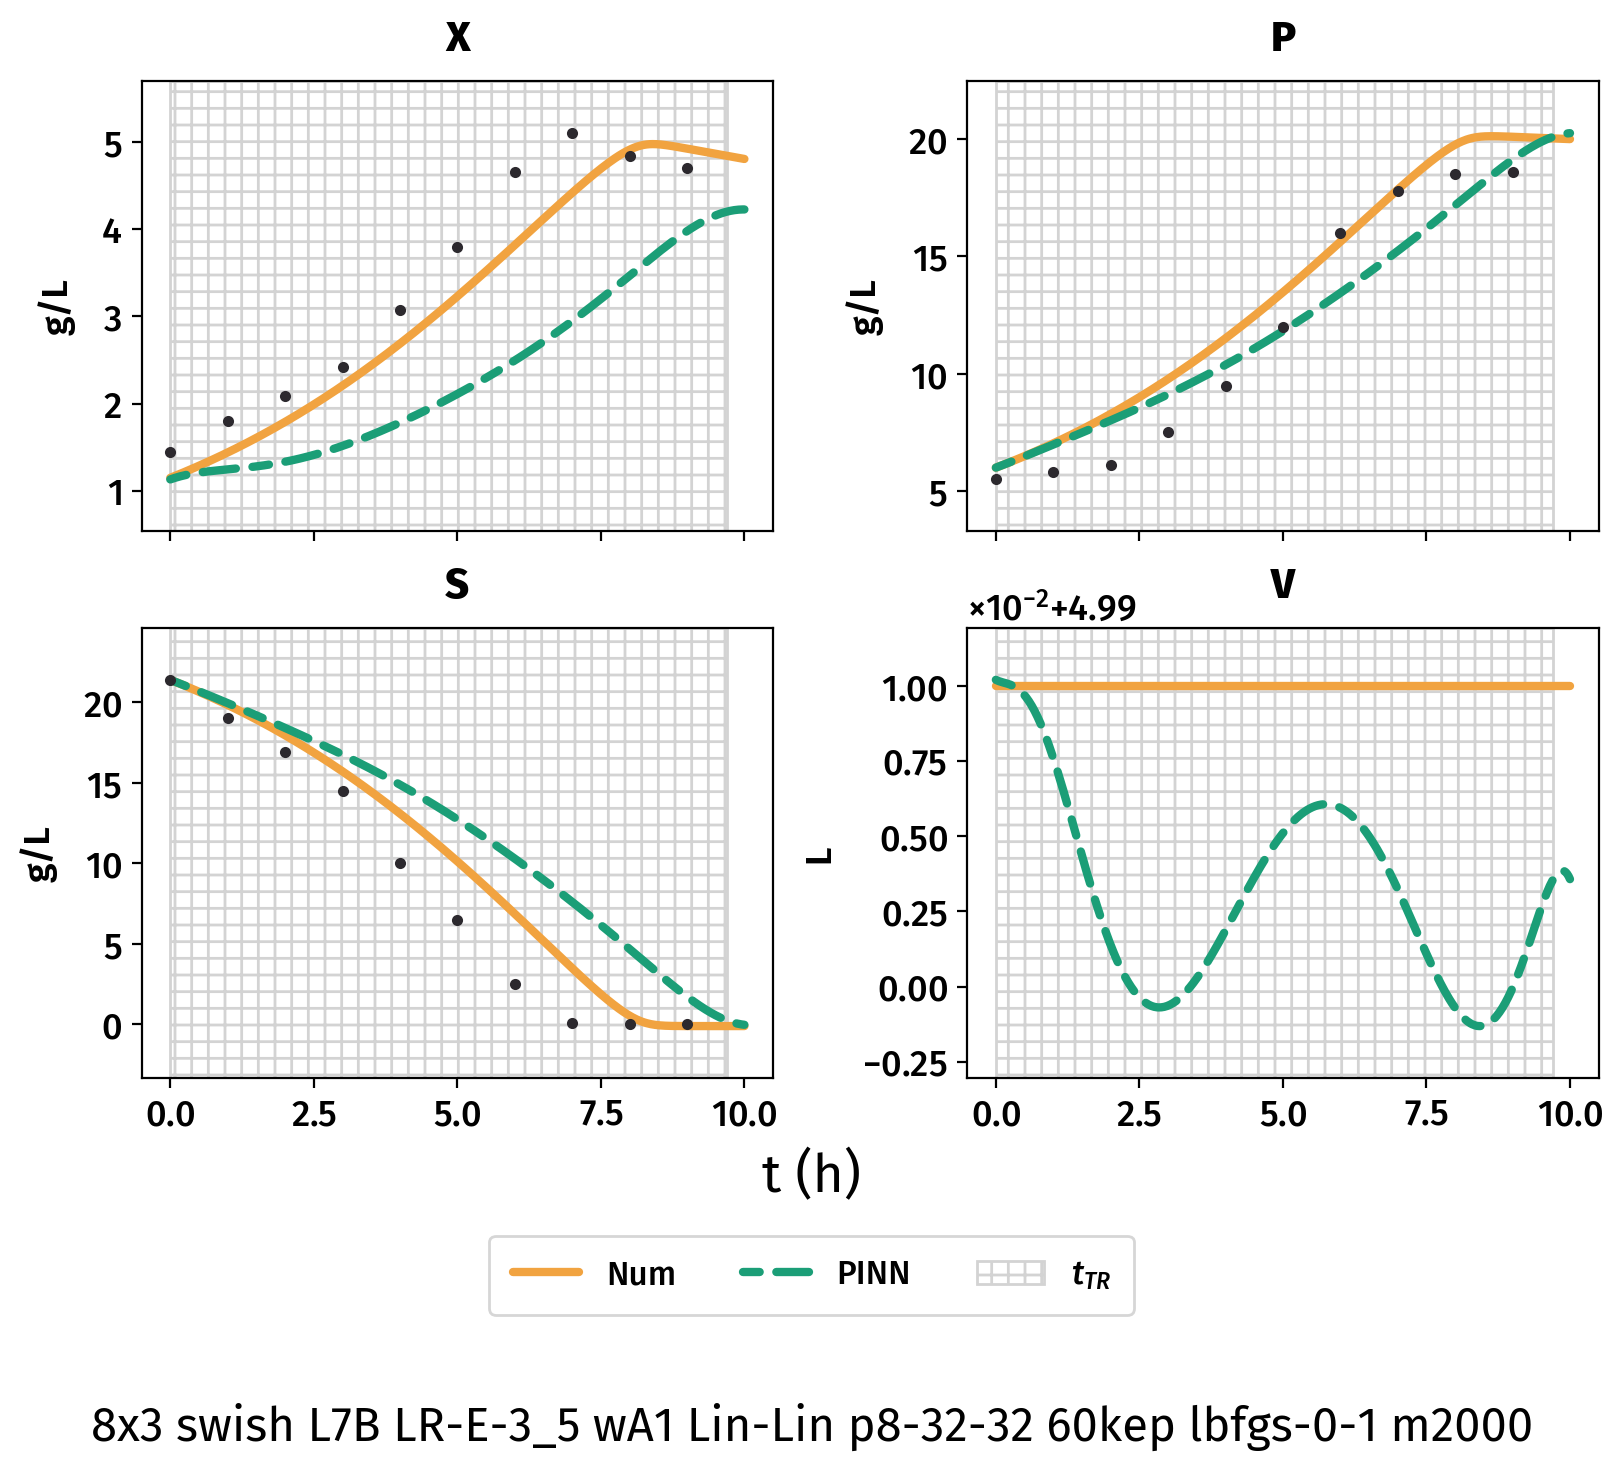 X
g/L
5
4
3
2
1
P
g/L
20
15
10
5
S
g/L
20
15
10
5
0
0.0 2.5 5.0 7.5 10.0
V
×10⁻²+4.99
L
1.00
0.75
0.50
0.25
0.00
−0.25
0.0 2.5 5.0 7.5 10.0
t (h)
Num PINN t_TR
8x3 swish L7B LR-E-3_5 wA1 Lin-Lin p8-32-32 60kep lbfgs-0-1 m2000